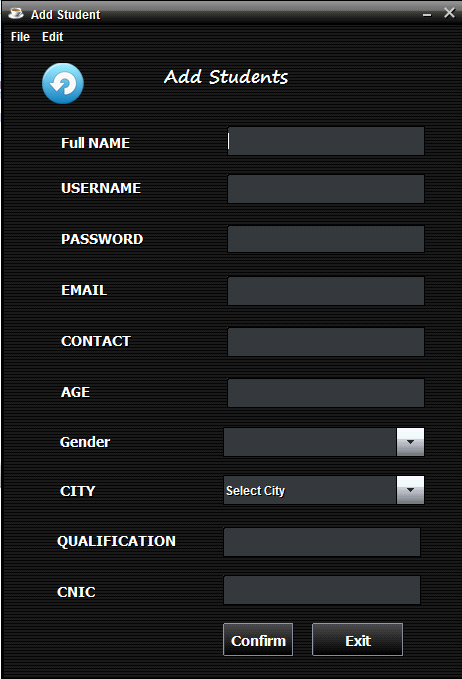 Add Student
File Edit
Add Students
Full NAME
USERNAME
PASSWORD
EMAIL
CONTACT
AGE
Gender
CITY Select City
QUALIFICATION
CNIC
Confirm Exit